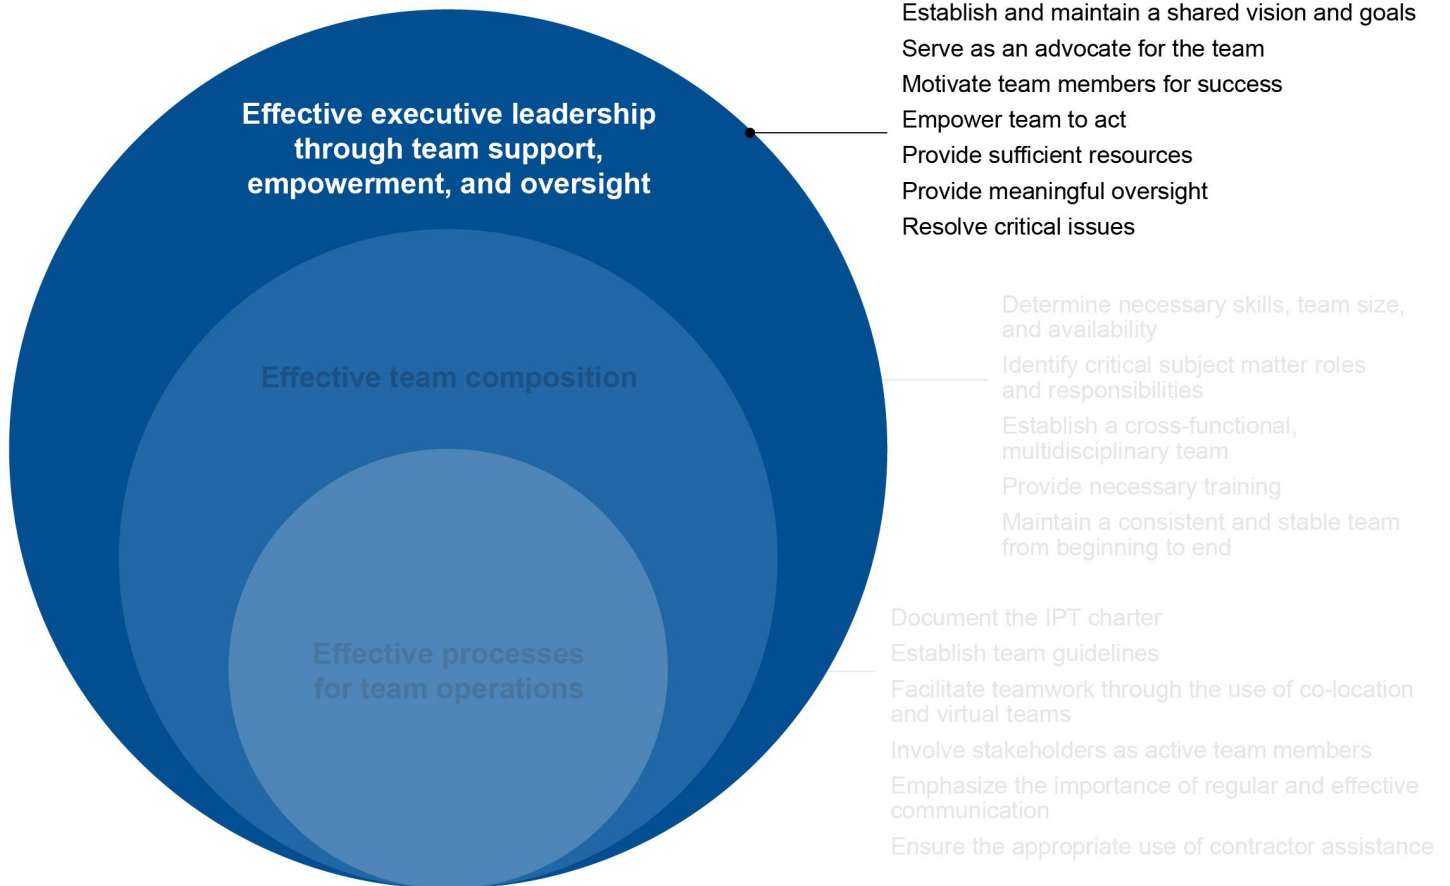 Effective executive leadership
through team support,
empowerment, and oversight
Establish and maintain a shared vision and goals
Serve as an advocate for the team
Motivate team members for success
Empower team to act
Provide sufficient resources
Provide meaningful oversight
Resolve critical issues
Effective team composition
Determine necessary skills, team size,
and availability
Identify critical subject matter roles
and responsibilities
Establish a cross-functional,
multidisciplinary team
Provide necessary training
Maintain a consistent and stable team
from beginning to end
Effective processes
for team operations
Document the IPT charter
Establish team guidelines
Facilitate teamwork through the use of co-location
and virtual teams
Involve stakeholders as active team members
Emphasize the importance of regular and effective
communication
Ensure the appropriate use of contractor assistance